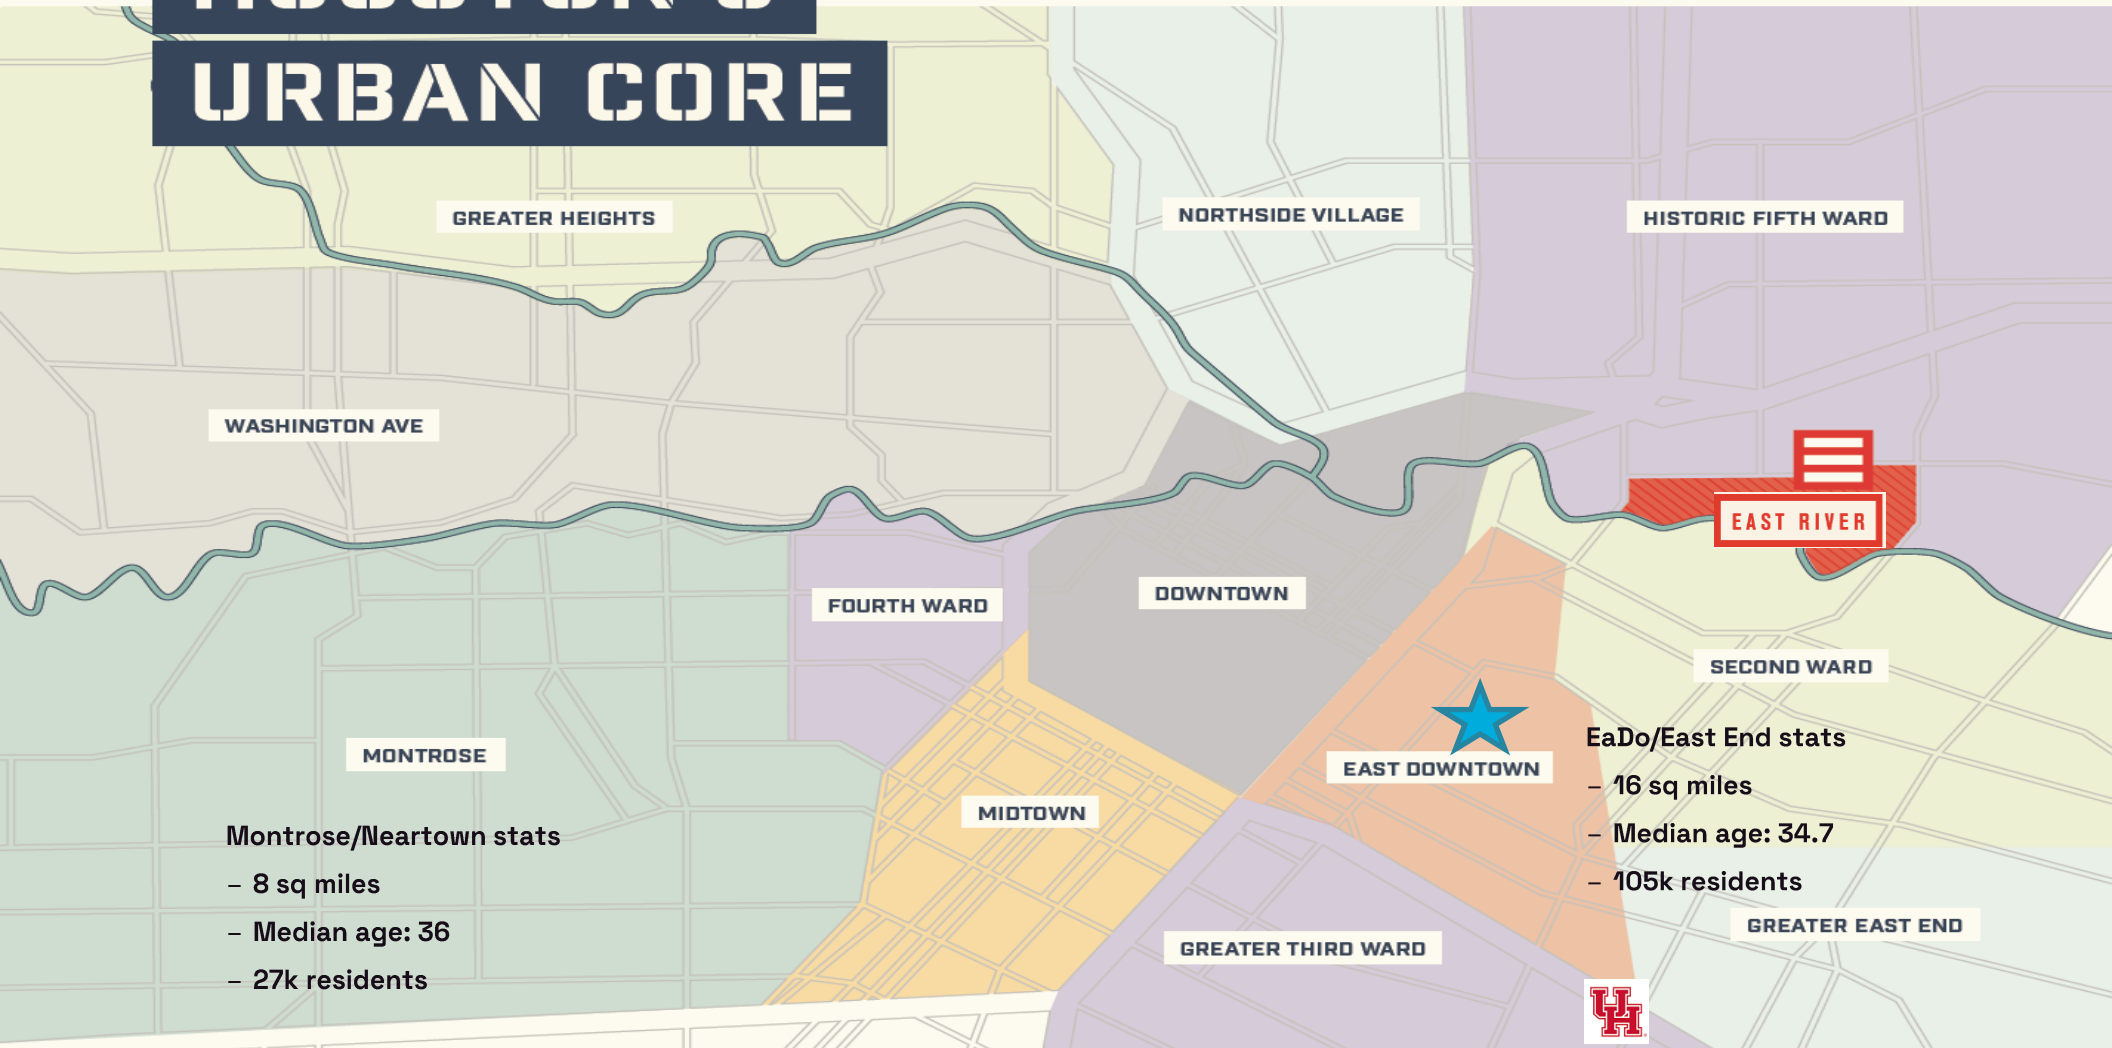 HOUSTON'S
URBAN CORE
GREATER HEIGHTS
NORTHSIDE VILLAGE
HISTORIC FIFTH WARD
WASHINGTON AVE
EAST RIVER
FOURTH WARD
DOWNTOWN
SECOND WARD
MONTROSE
EAST DOWNTOWN
MIDTOWN
EaDo/East End stats
– 16 sq miles
– Median age: 34.7
– 105k residents
Montrose/Neartown stats
– 8 sq miles
– Median age: 36
– 27k residents
GREATER THIRD WARD
GREATER EAST END
UH